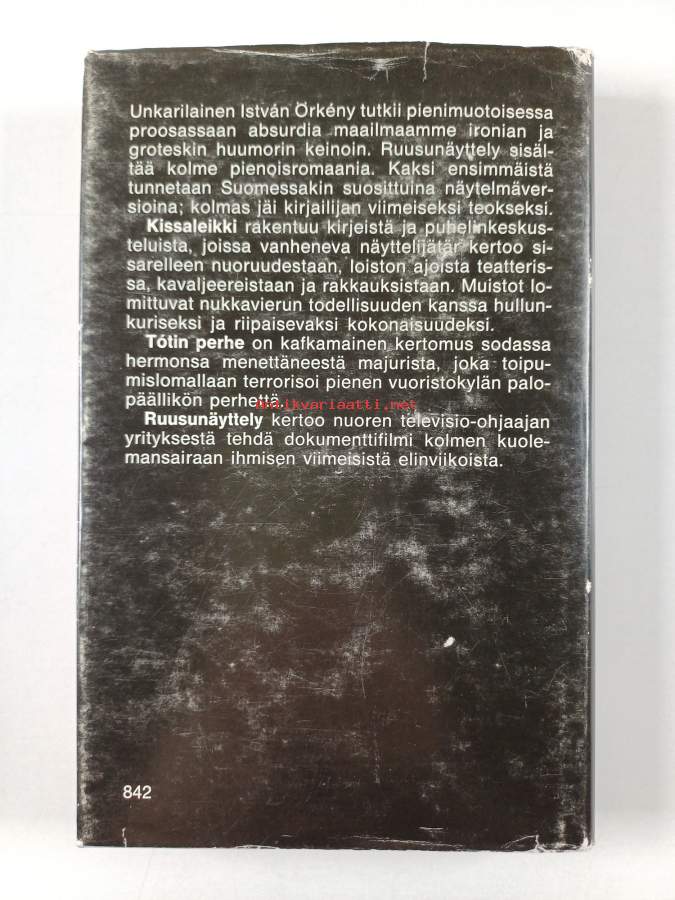 Unkarilainen István Örkény tutkii pienimuotoisessa
proosassaan absurdia maailmaamme ironian ja
groteskin huumorin keinoin. Ruusunäyttely sisäl-
tää kolme pienoisromaania. Kaksi ensimmäistä
tunnetaan Suomessakin suosittuina näytelmäver-
sioina; kolmas jäi kirjailijan viimeiseksi teokseksi.
Kissaleikki rakentuu kirjeistä ja puhelinkeskus-
teluista, joissa vanheneva näyttelijätär kertoo si-
sarelleen nuoruudestaan, loiston ajoista teatteris-
sa, kavaljeereistaan ja rakkauksistaan. Muistot lo-
mittuvat nukkavierun todellisuuden kanssa hullun-
kuriseksi ja riipaisevaksi kokonaisuudeksi.
Tótin perhe on kafkamainen kertomus sodassa
hermonsa menettäneestä majurista, joka toipu-
mislomallaan terrorisoi pienen vuoristokylän palo-
päällikön perhettä.
antikvariaatti.net
Ruusunäyttely kertoo nuoren televisio-ohjaajan
yrityksestä tehdä dokumenttifilmi kolmen kuole-
mansairaan ihmisen viimeisistä elinviikoista.
842